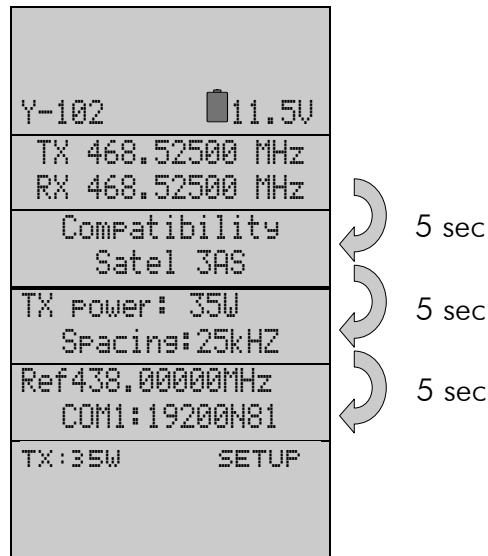 Y-102 11.5V
TX 468.52500 MHz
RX 468.52500 MHz
5 sec
Compatibility
Satel 3AS
5 sec
TX power: 35W
Spacing:25kHZ
5 sec
Ref438.00000MHz
COM1:19200N81
TX:35W SETUP